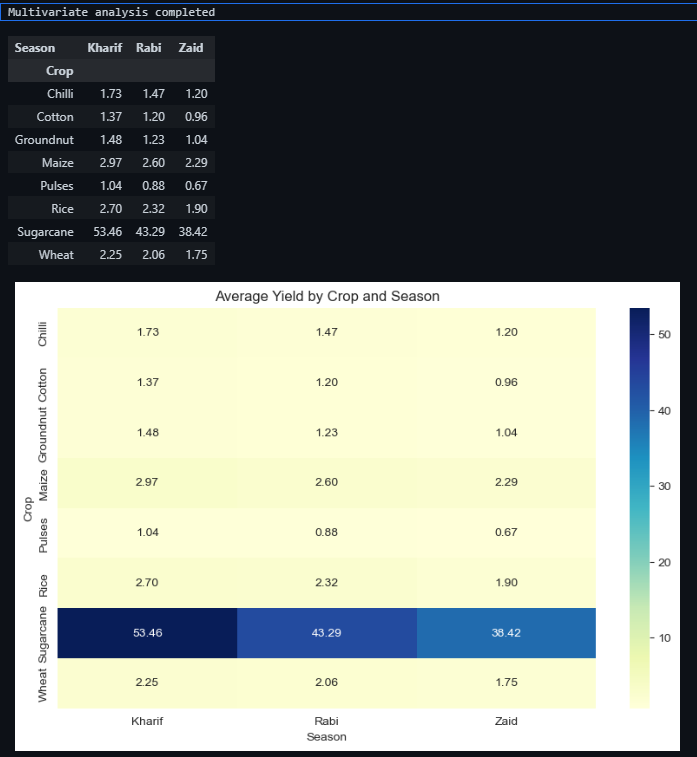 Multivariate analysis completed
Season Kharif Rabi Zaid
Crop
Chilli 1.73 1.47 1.20
Cotton 1.37 1.20 0.96
Groundnut 1.48 1.23 1.04
Maize 2.97 2.60 2.29
Pulses 1.04 0.88 0.67
Rice 2.70 2.32 1.90
Sugarcane 53.46 43.29 38.42
Wheat 2.25 2.06 1.75
Average Yield by Crop and Season
Crop
Chilli 1.73 1.47 1.20
Cotton 1.37 1.20 0.96
Groundnut 1.48 1.23 1.04
Maize 2.97 2.60 2.29
Pulses 1.04 0.88 0.67
Rice 2.70 2.32 1.90
Sugarcane 53.46 43.29 38.42
Wheat 2.25 2.06 1.75
Kharif Rabi Zaid
Season
50
40
30
20
10